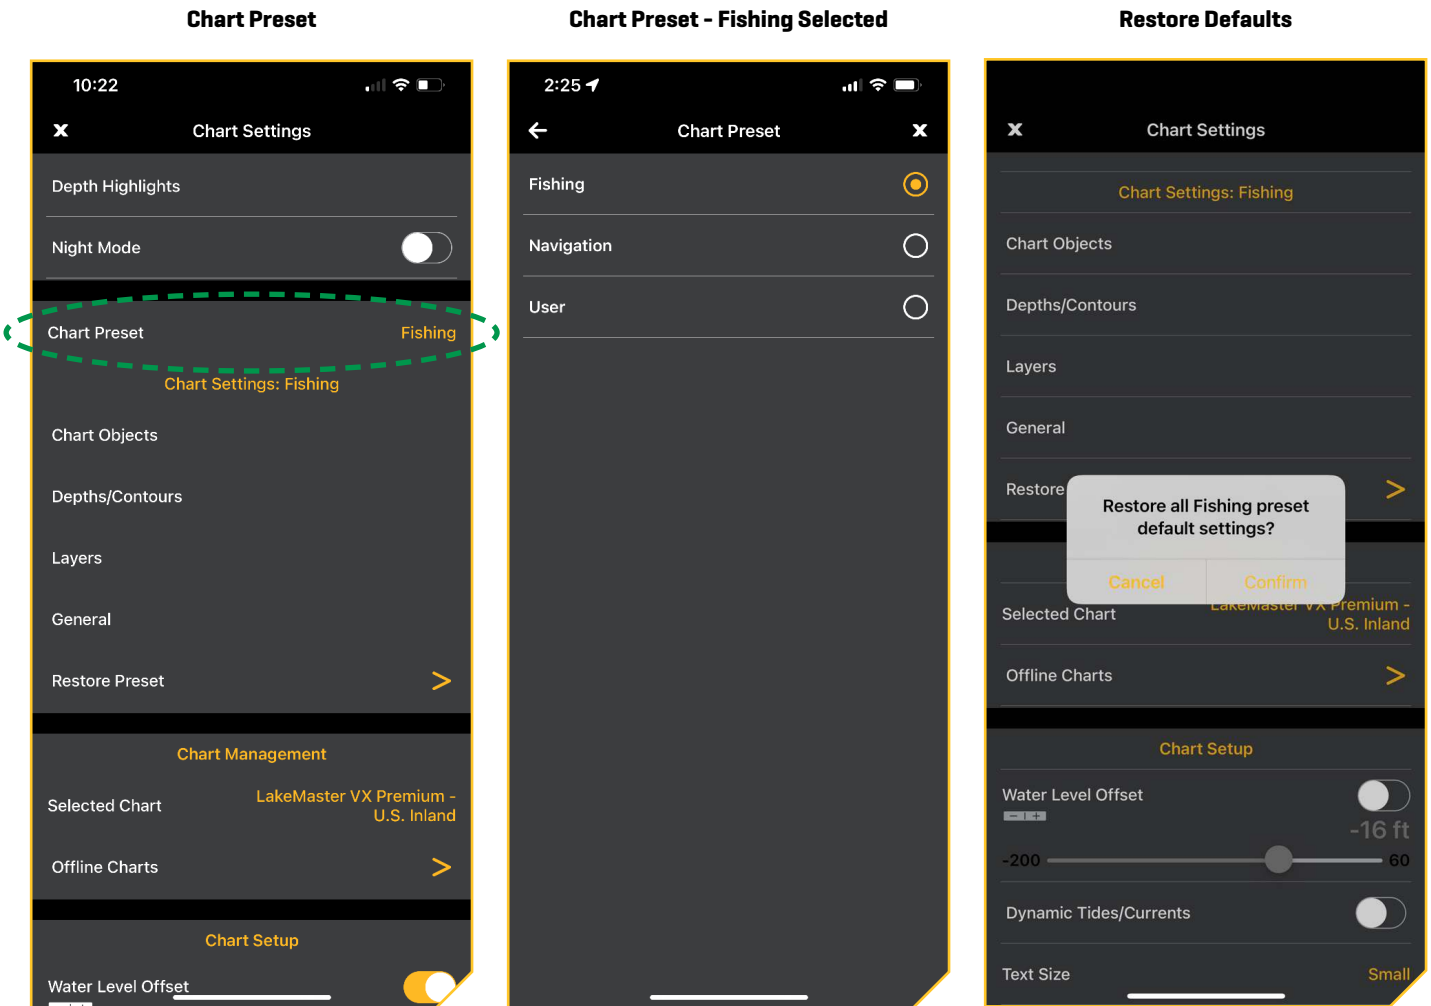 Chart Preset
10:22
X
Chart Settings
Depth Highlights
Night Mode
Chart Preset
Fishing
Chart Settings: Fishing
Chart Objects
Depths/Contours
Layers
General
Restore Preset
Chart Management
Selected Chart
LakeMaster VX Premium -
U.S. Inland
Offline Charts
Chart Setup
Water Level Offset
Chart Preset - Fishing Selected
2:25
Chart Preset
X
Fishing
Navigation
User
Restore Defaults
X
Chart Settings
Chart Settings: Fishing
Chart Objects
Depths/Contours
Layers
General
Restore
Restore all Fishing preset
default settings?
Cancel
Confirm
Selected Chart
LakeMaster VX Premium -
U.S. Inland
Offline Charts
Chart Setup
Water Level Offset
-16 ft
-200
60
Dynamic Tides/Currents
Text Size
Small